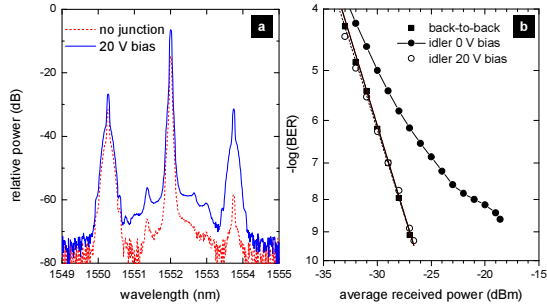 0
-20
-40
-60
-80
1549 1550 1551 1552 1553 1554 1555
relative power (dB)
wavelength (nm)
no junction
20 V bias
a
4
5
6
7
8
9
10
-35 -30 -25 -20 -15
-log(BER)
average received power (dBm)
back-to-back
idler 0 V bias
idler 20 V bias
b